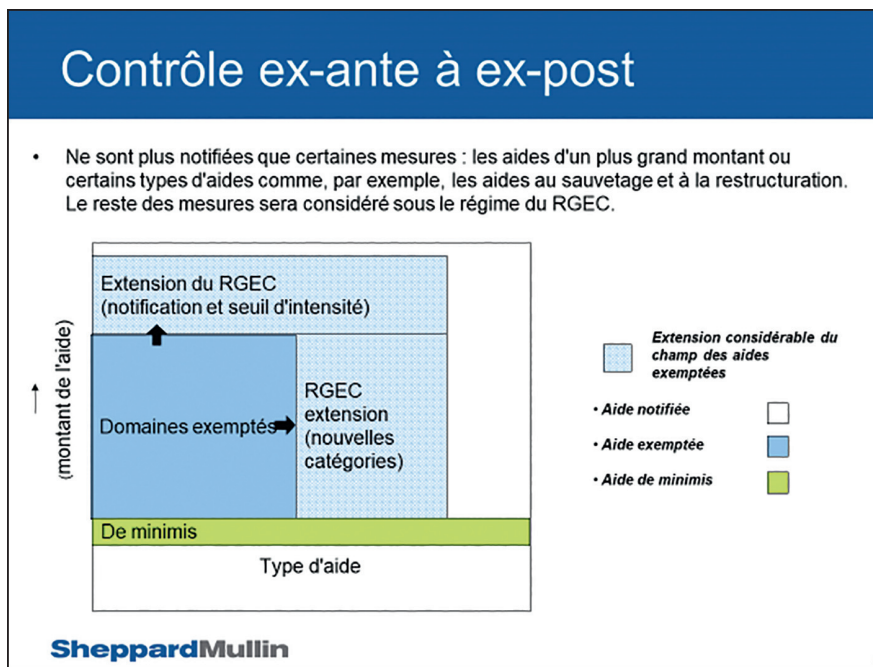 Contrôle ex-ante à ex-post
• Ne sont plus notifiées que certaines mesures : les aides d'un plus grand montant ou
certains types d'aides comme, par exemple, les aides au sauvetage et à la restructuration.
Le reste des mesures sera considéré sous le régime du RGEC.
(montant de l'aide)
Extension du RGEC
(notification et seuil d'intensité)
Domaines exemptés
RGEC
extension
(nouvelles
catégories)
De minimis
Type d'aide
Extension considérable du
champ des aides
exemptées
• Aide notifiée
• Aide exemptée
• Aide de minimis
SheppardMullin